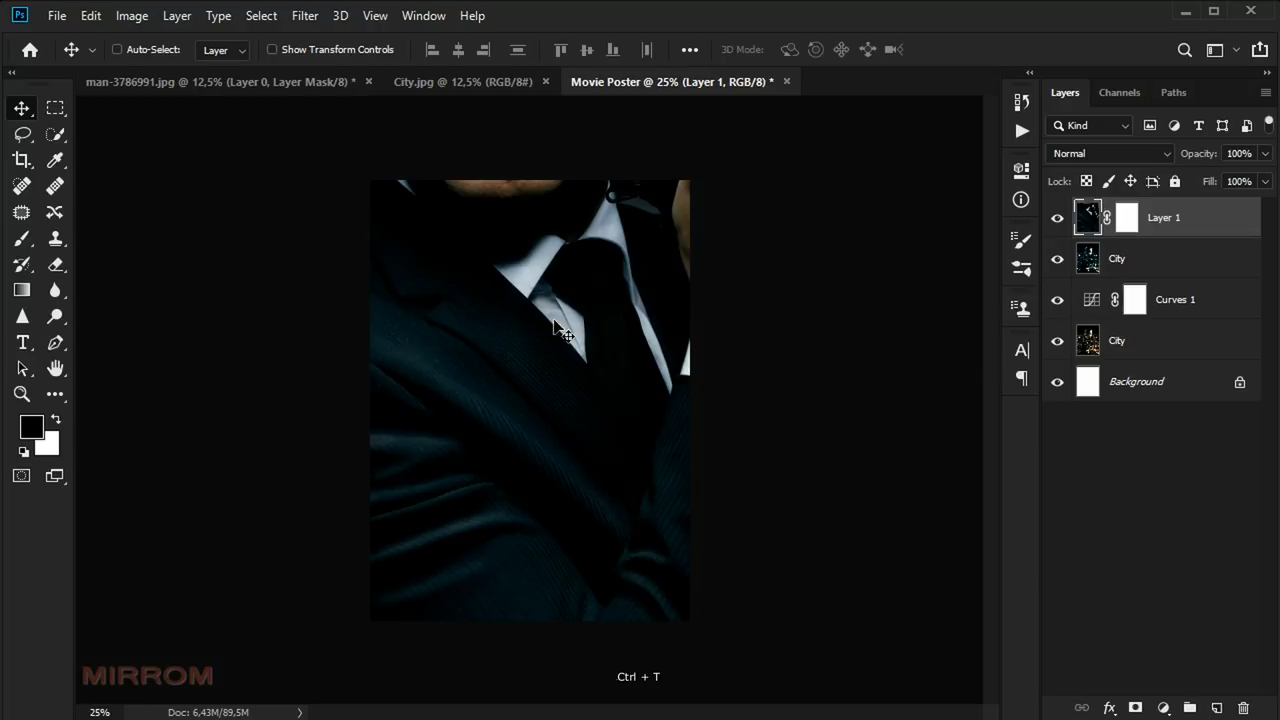 Ps File Edit Image Layer Type Select Filter 3D View Window Help
Auto-Select: Layer Show Transform Controls 3D Mode:
man-3786991.jpg @ 12,5% (Layer 0, Layer Mask/8) * City.jpg @ 12,5% (RGB/8#) Movie Poster @ 25% (Layer 1, RGB/8) *
Layers Channels Paths
Kind
Normal Opacity: 100%
Lock: Fill: 100%
Layer 1
City
Curves 1
City
Background
MIRROM
Ctrl + T
25% Doc: 6,43M/89,5M